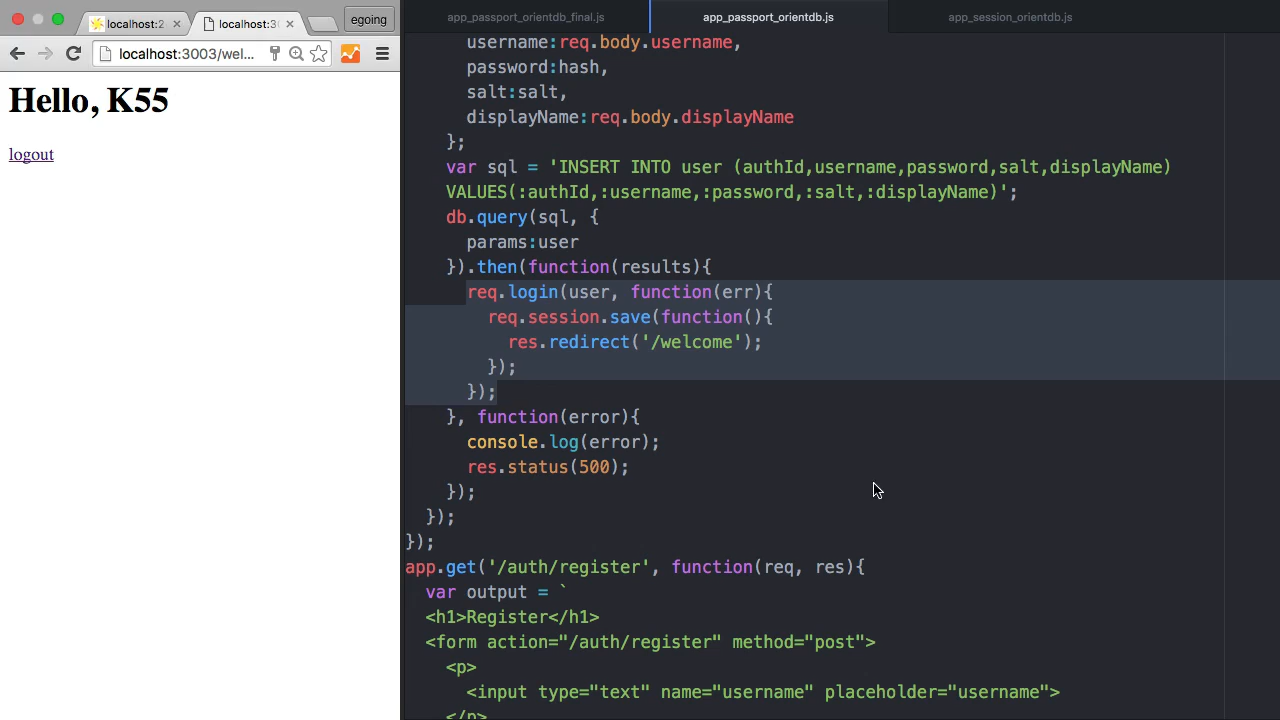 localhost:2
localhost:30
egoing
localhost:3003/wel...
Hello, K55
logout
app_passport_orientdb_final.js
app_passport_orientdb.js
app_session_orientdb.js
username:req.body.username,
password:hash,
salt:salt,
displayName:req.body.displayName
};
var sql = 'INSERT INTO user (authId,username,password,salt,displayName)
VALUES(:authId,:username,:password,:salt,:displayName)';
db.query(sql, {
params:user
}).then(function(results){
req.login(user, function(err){
req.session.save(function(){
res.redirect('/welcome');
});
});
}, function(error){
console.log(error);
res.status(500);
});
});
});
app.get('/auth/register', function(req, res){
var output = `
<h1>Register</h1>
<form action="/auth/register" method="post">
<p>
<input type="text" name="username" placeholder="username">
</p>